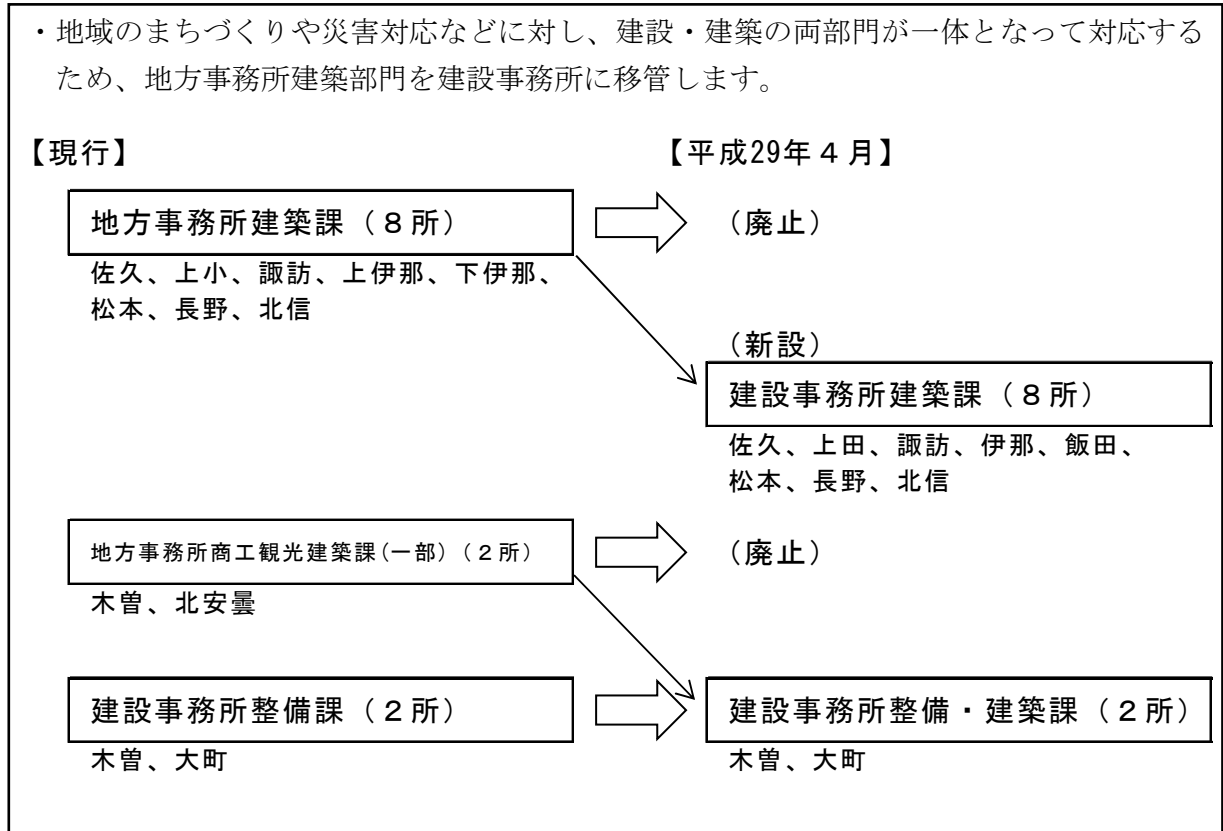 ・地域のまちづくりや災害対応などに対し、建設・建築の両部門が一体となって対応する
ため、地方事務所建築部門を建設事務所に移管します。
【現行】
【平成29年４月】
地方事務所建築課（８所）
（廃止）
佐久、上小、諏訪、上伊那、下伊那、
松本、長野、北信
（新設）
建設事務所建築課（８所）
佐久、上田、諏訪、伊那、飯田、
松本、長野、北信
地方事務所商工観光建築課(一部)（２所）
（廃止）
木曽、北安曇
建設事務所整備課（２所）
建設事務所整備・建築課（２所）
木曽、大町
木曽、大町